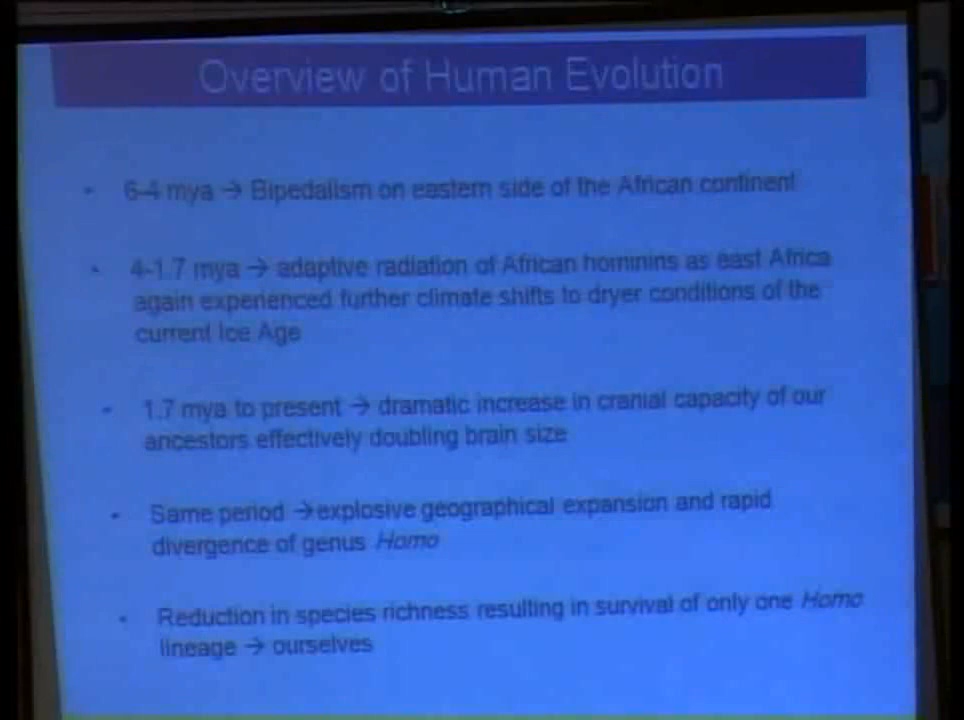 Overview of Human Evolution
• 6-4 mya → Bipedalism on eastern side of the African continent
• 4-1.7 mya → adaptive radiation of African hominins as east Africa
again experienced further climate shifts to dryer conditions of the
current Ice Age
• 1.7 mya to present → dramatic increase in cranial capacity of our
ancestors effectively doubling brain size
• Same period → explosive geographical expansion and rapid
divergence of genus Homo
• Reduction in species richness resulting in survival of only one Homo
lineage → ourselves